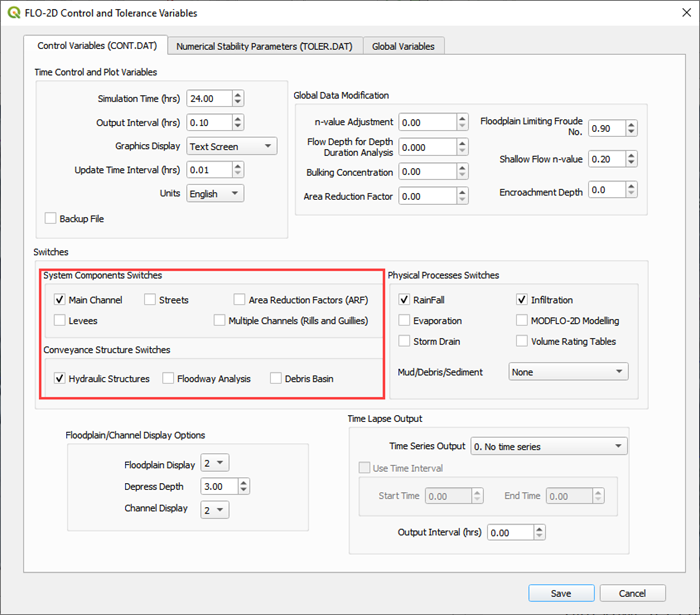 FLO-2D Control and Tolerance Variables
Control Variables (CONT.DAT)
Numerical Stability Parameters (TOLER.DAT)
Global Variables
Time Control and Plot Variables
Simulation Time (hrs) 24.00
Output Interval (hrs) 0.10
Graphics Display Text Screen
Update Time Interval (hrs) 0.01
Units English
Backup File
Global Data Modification
n-value Adjustment 0.00
Flow Depth for Depth
Duration Analysis 0.000
Bulking Concentration 0.00
Area Reduction Factor 0.00
Floodplain Limiting Froude
No. 0.90
Shallow Flow n-value 0.20
Encroachment Depth 0.0
Switches
System Components Switches
Main Channel Streets Area Reduction Factors (ARF)
Levees Multiple Channels (Rills and Guillies)
Conveyance Structure Switches
Hydraulic Structures Floodway Analysis Debris Basin
Physical Processes Switches
RainFall Infiltration
Evaporation MODFLO-2D Modelling
Storm Drain Volume Rating Tables
Mud/Debris/Sediment None
Floodplain/Channel Display Options
Floodplain Display 2
Depress Depth 3.00
Channel Display 2
Time Lapse Output
Time Series Output 0. No time series
Use Time Interval
Start Time 0.00 End Time 0.00
Output Interval (hrs) 0.00
Save Cancel